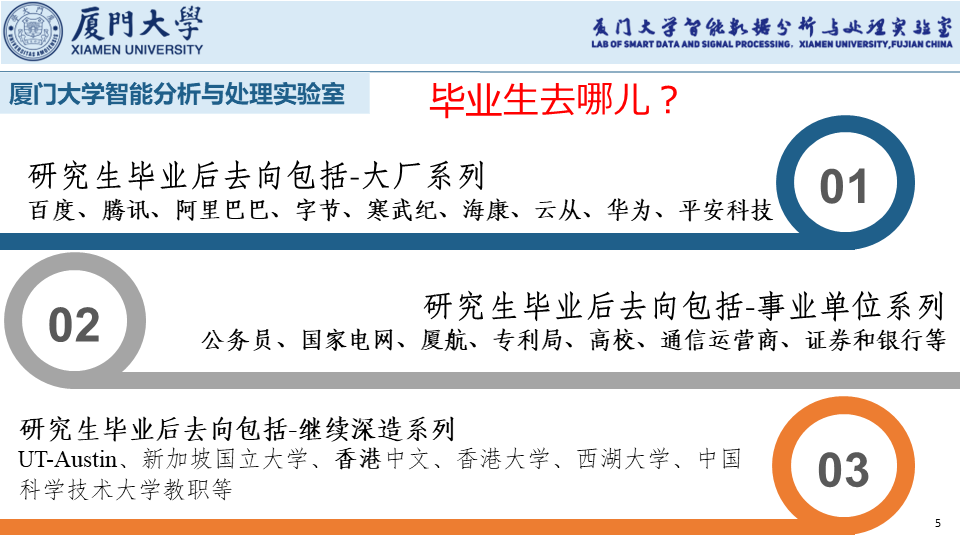 厦門大學
XIAMEN UNIVERSITY
厦门大学智能数据分析与处理实验室
LAB OF SMART DATA AND SIGNAL PROCESSING, XIAMEN UNIVERSITY,FUJIAN CHINA
厦门大学智能分析与处理实验室
毕业生去哪儿？
01
研究生毕业后去向包括-大厂系列
百度、腾讯、阿里巴巴、字节、寒武纪、海康、云从、华为、平安科技
02
研究生毕业后去向包括-事业单位系列
公务员、国家电网、厦航、专利局、高校、通信运营商、证券和银行等
03
研究生毕业后去向包括-继续深造系列
UT-Austin、新加坡国立大学、香港中文、香港大学、西湖大学、中国
科学技术大学教职等
5